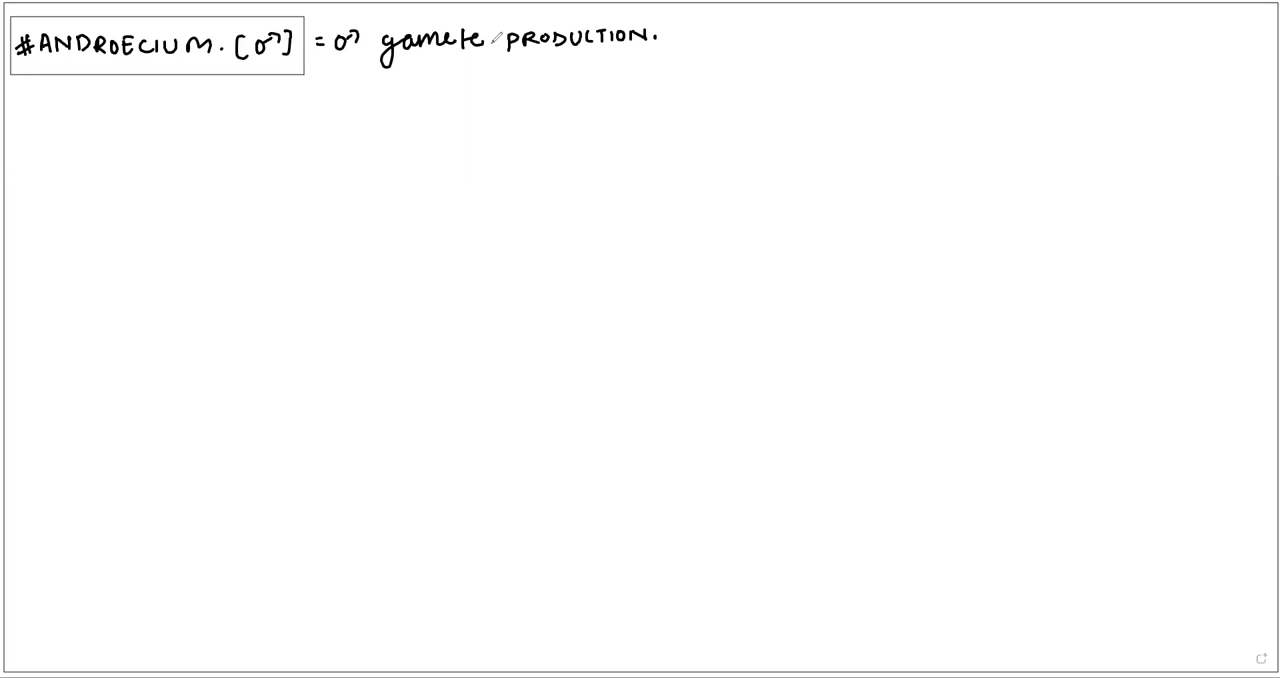 #ANDROECIUM. [♂] = ♂ gamete PRODUCTION.